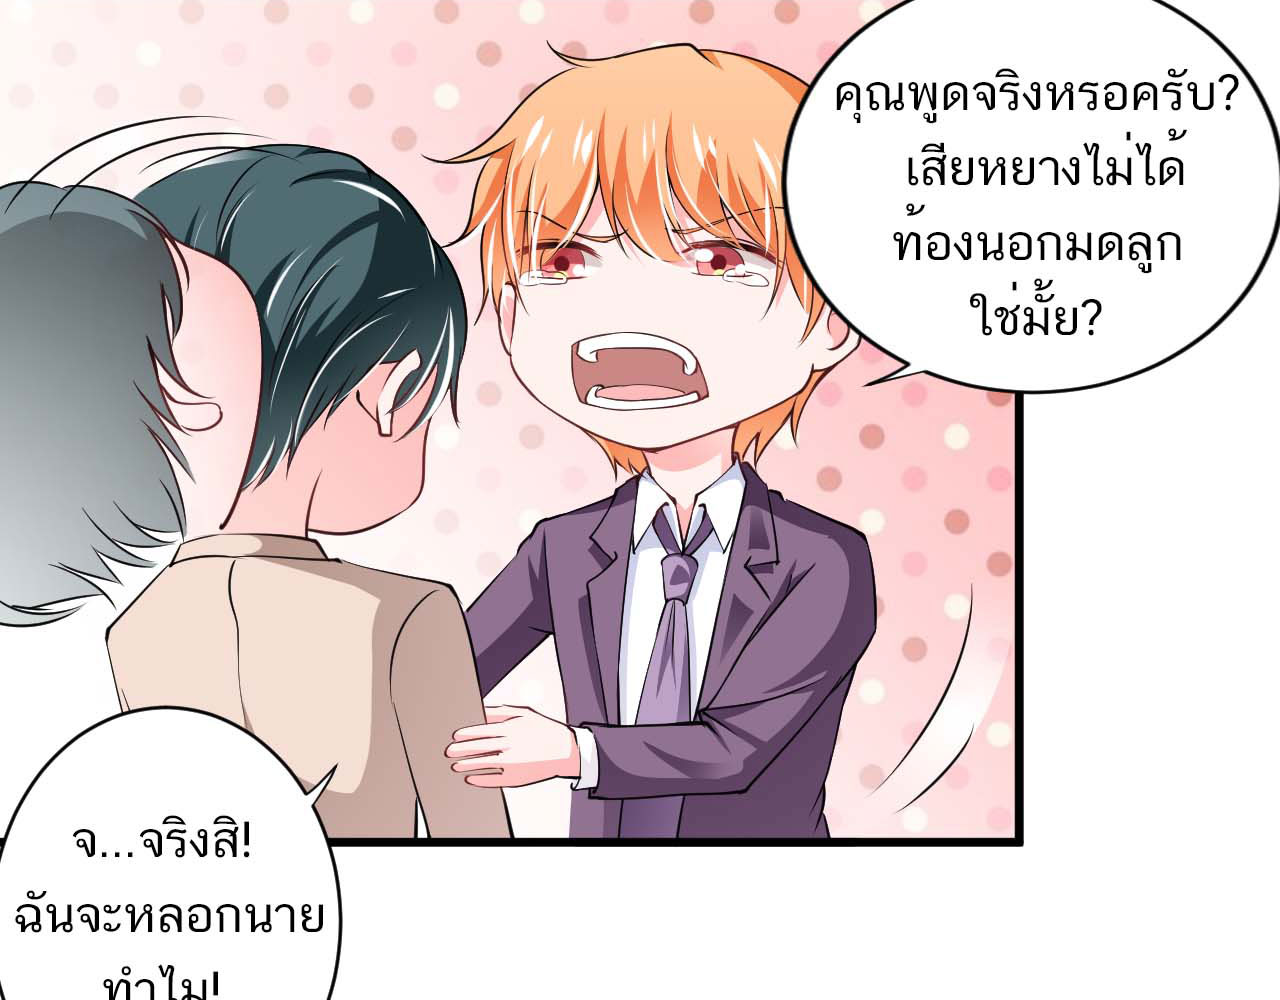 คุณพูดจริงหรอครับ?
เสียหยางไม่ได้
ท้องนอกมดลูก
ใช่มั้ย?
จ...จริงสิ!
ฉันจะหลอกนาย
ทำไม!